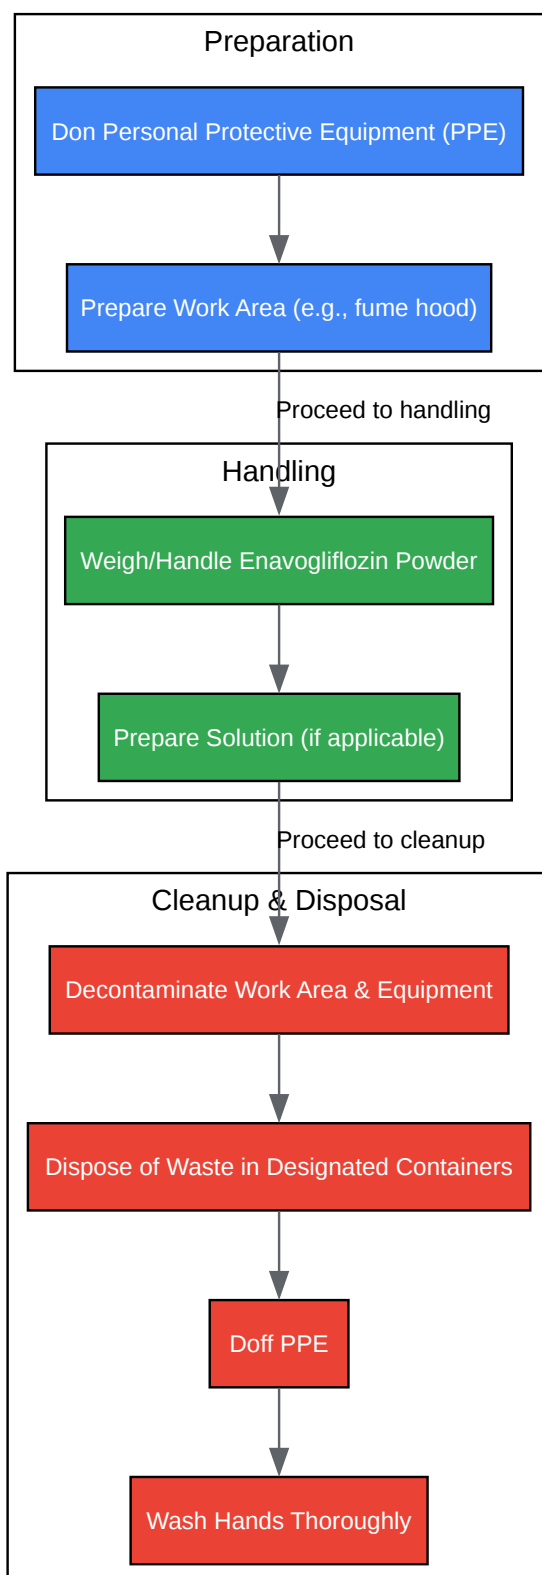 Preparation
Don Personal Protective Equipment (PPE)
Prepare Work Area (e.g., fume hood)
Proceed to handling
Handling
Weigh/Handle Enavogliflozin Powder
Prepare Solution (if applicable)
Proceed to cleanup
Cleanup & Disposal
Decontaminate Work Area & Equipment
Dispose of Waste in Designated Containers
Doff PPE
Wash Hands Thoroughly